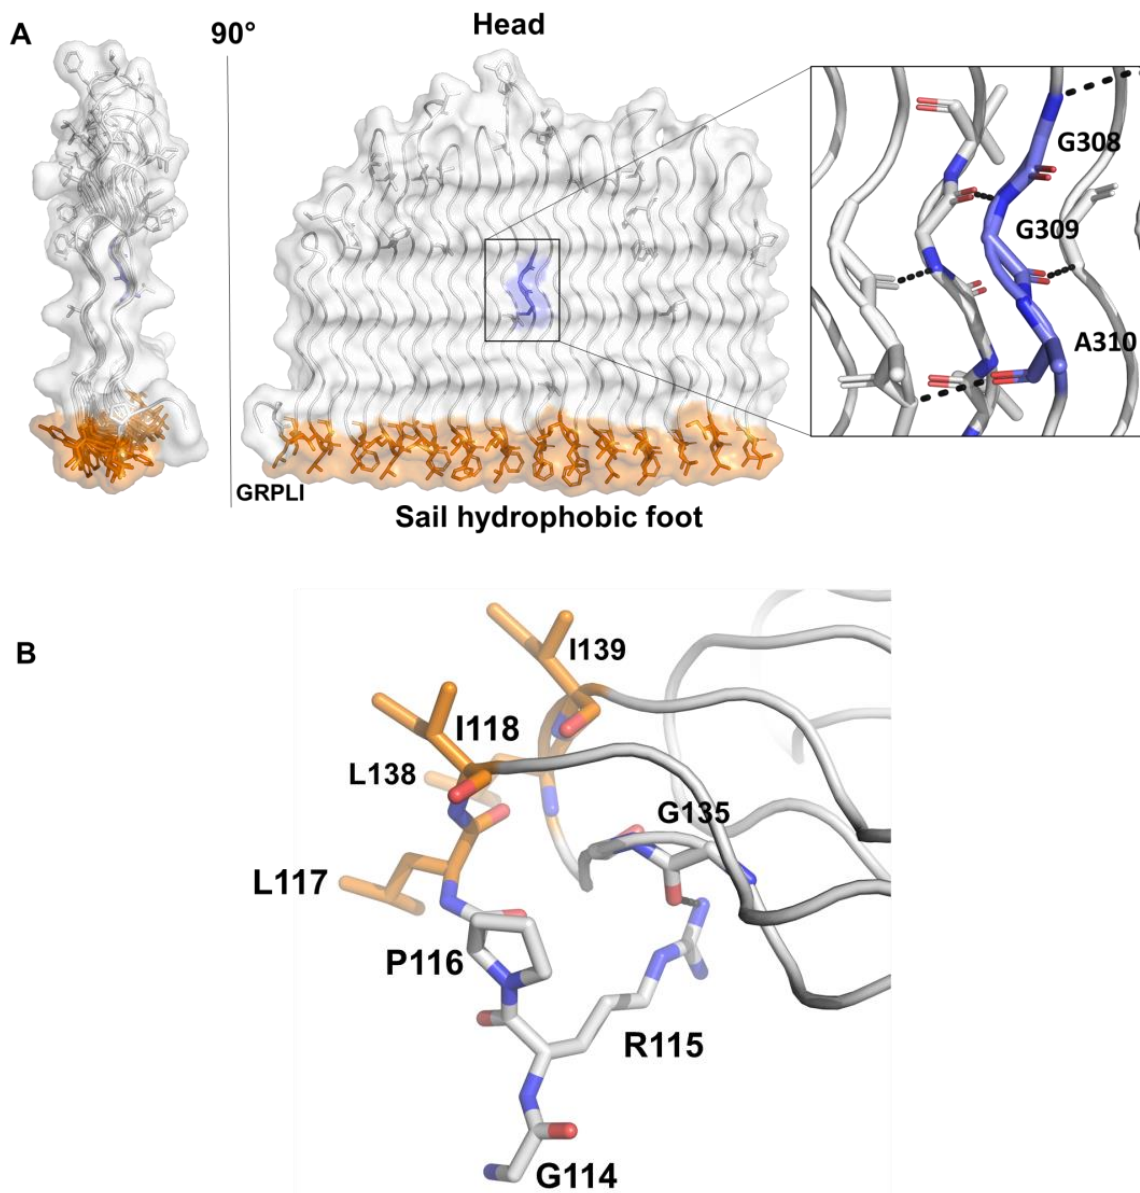 A
90°
Head
G308
G309
A310
GRPLI
Sail hydrophobic foot
B
I139
I118
L138
G135
L117
P116
R115
G114